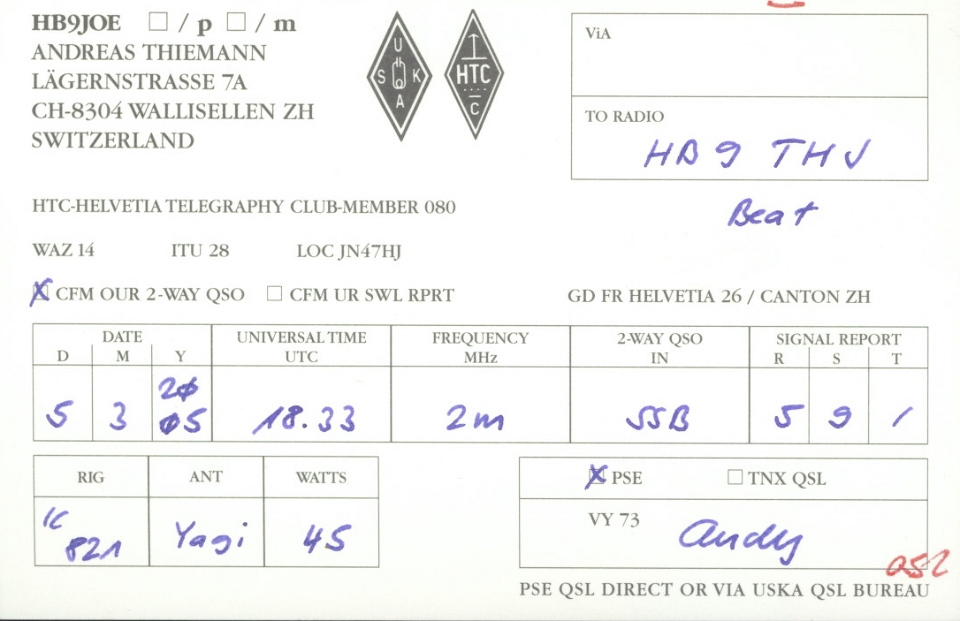 HB9JOE ☐ / p ☐ / m
ANDREAS THIEMANN
LÄGERNSTRASSE 7A
CH-8304 WALLISELLEN ZH
SWITZERLAND
U
S K
A
HTC
C
ViA
TO RADIO
HB9 THJ
Beat
HTC-HELVETIA TELEGRAPHY CLUB-MEMBER 080
WAZ 14 ITU 28 LOC JN47HJ
☒ CFM OUR 2-WAY QSO ☐ CFM UR SWL RPRT GD FR HELVETIA 26 / CANTON ZH
DATE UNIVERSAL TIME FREQUENCY 2-WAY QSO SIGNAL REPORT
D M Y UTC MHz IN R S T
5 3 2005 18.33 2m SSB 5 9 /
RIG ANT WATTS
IC 821 Yagi 45
☒ PSE ☐ TNX QSL
VY 73 Andy
052
PSE QSL DIRECT OR VIA USKA QSL BUREAU